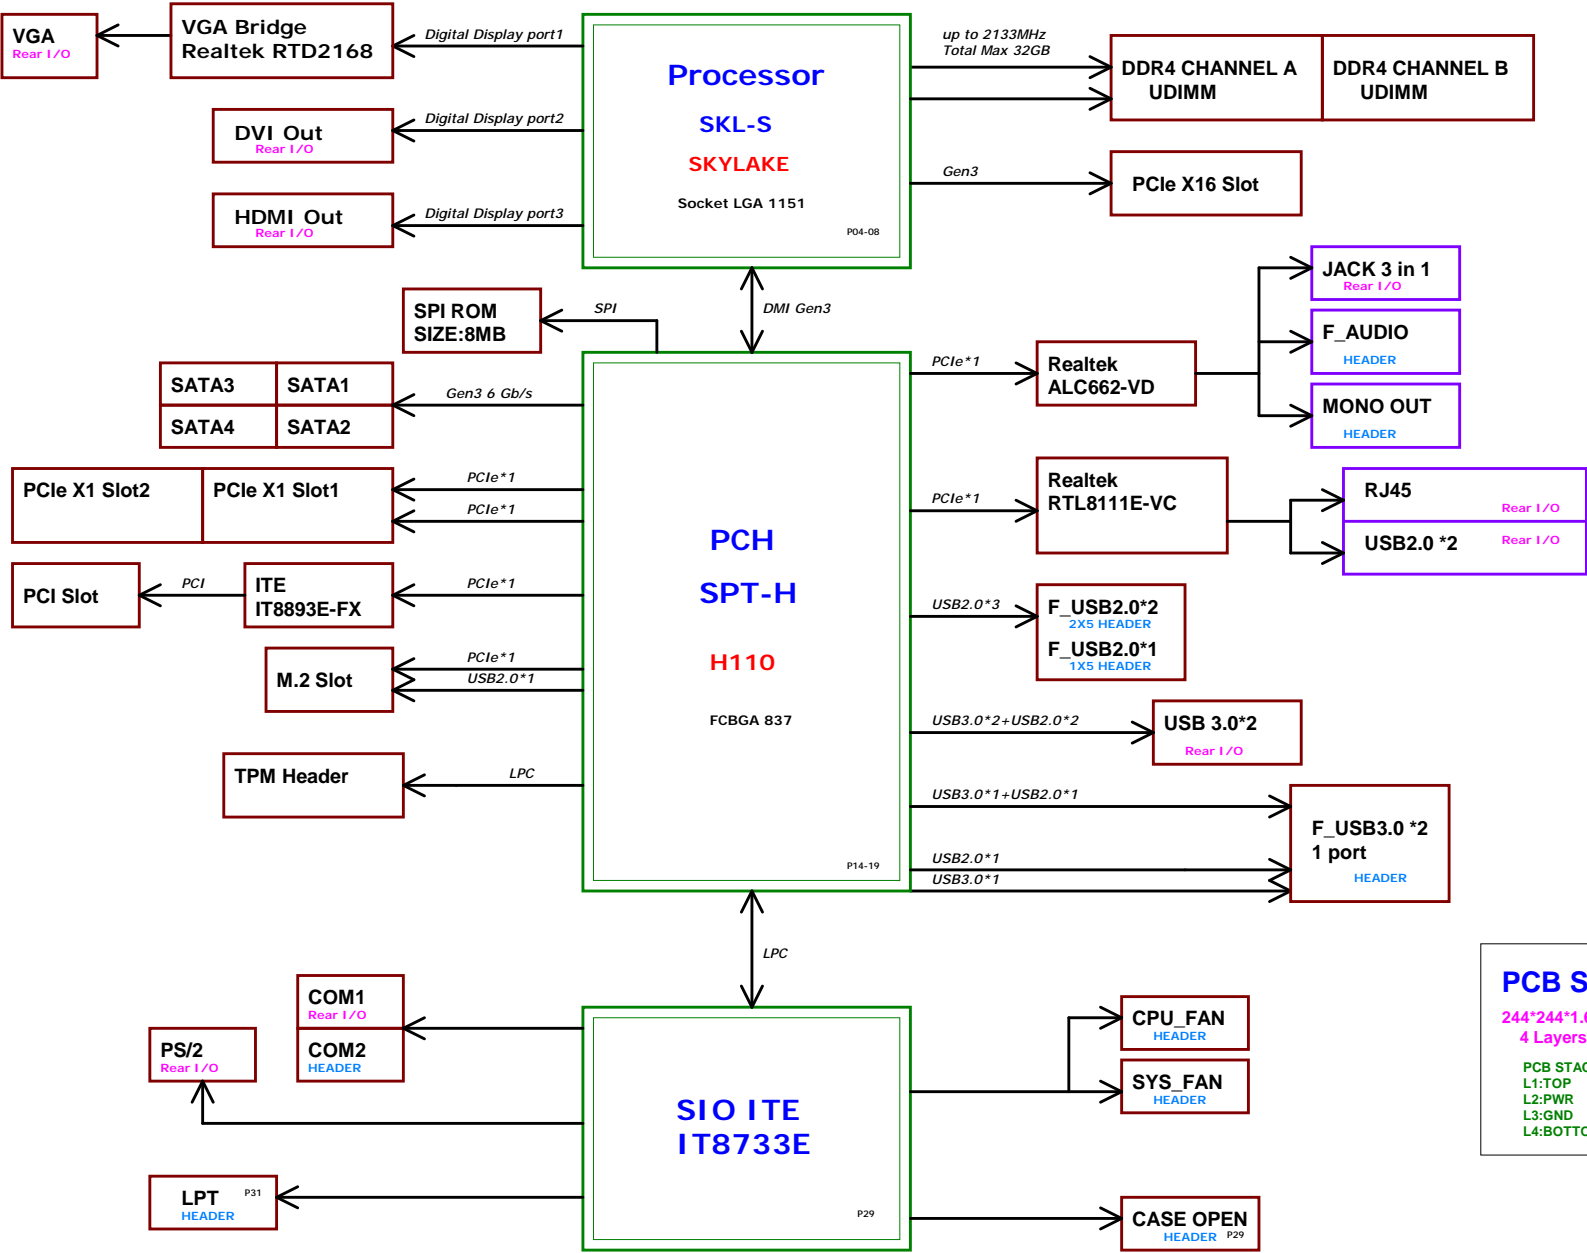 VGA
Rear I/O
VGA Bridge
Realtek RTD2168
Digital Display port1
DVI Out
Rear I/O
Digital Display port2
HDMI Out
Rear I/O
Digital Display port3
Processor
SKL-S
SKYLAKE
Socket LGA 1151
P04-08
up to 2133MHz
Total Max 32GB
DDR4 CHANNEL A
UDIMM
DDR4 CHANNEL B
UDIMM
Gen3
PCIe X16 Slot
DMI Gen3
SPI ROM
SIZE:8MB
SPI
SATA3
SATA1
SATA4
SATA2
Gen3 6 Gb/s
PCIe X1 Slot2
PCIe X1 Slot1
PCIe*1
PCIe*1
PCI Slot
PCI
ITE
IT8893E-FX
PCIe*1
M.2 Slot
PCIe*1
USB2.0*1
TPM Header
LPC
PCH
SPT-H
H110
FCBGA 837
P14-19
PCIe*1
Realtek
ALC662-VD
JACK 3 in 1
Rear I/O
F_AUDIO
HEADER
MONO OUT
HEADER
PCIe*1
Realtek
RTL8111E-VC
RJ45
Rear I/O
USB2.0 *2
Rear I/O
USB2.0*3
F_USB2.0*2
2X5 HEADER
F_USB2.0*1
1X5 HEADER
USB3.0*2+USB2.0*2
USB 3.0*2
Rear I/O
USB3.0*1+USB2.0*1
USB2.0*1
USB3.0*1
F_USB3.0 *2
1 port
HEADER
LPC
COM1
Rear I/O
COM2
HEADER
PS/2
Rear I/O
LPT
P31
HEADER
SIO ITE
IT8733E
P29
CPU_FAN
HEADER
SYS_FAN
HEADER
CASE OPEN
HEADER
P29
PCB S
244*244*1.6
4 Layers
PCB STAC
L1:TOP
L2:PWR
L3:GND
L4:BOTTO